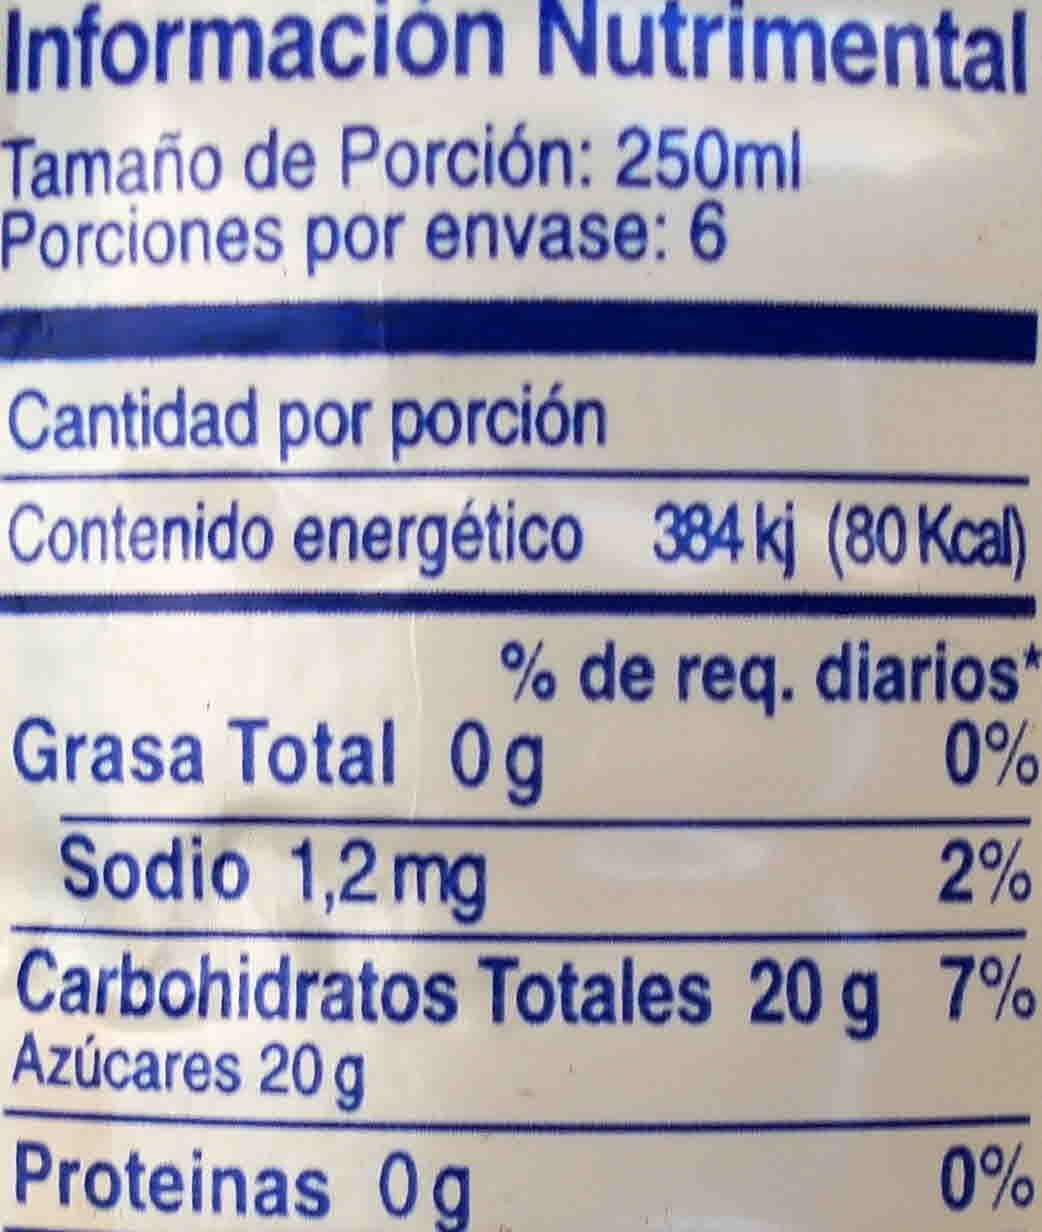 Información Nutrimental
Tamaño de Porción: 250ml
Porciones por envase: 6
Cantidad por porción
Contenido energético 384 kj (80 Kcal)
% de req. diarios*
Grasa Total 0 g 0%
Sodio 1,2 mg 2%
Carbohidratos Totales 20 g 7%
Azúcares 20 g
Proteinas 0 g 0%